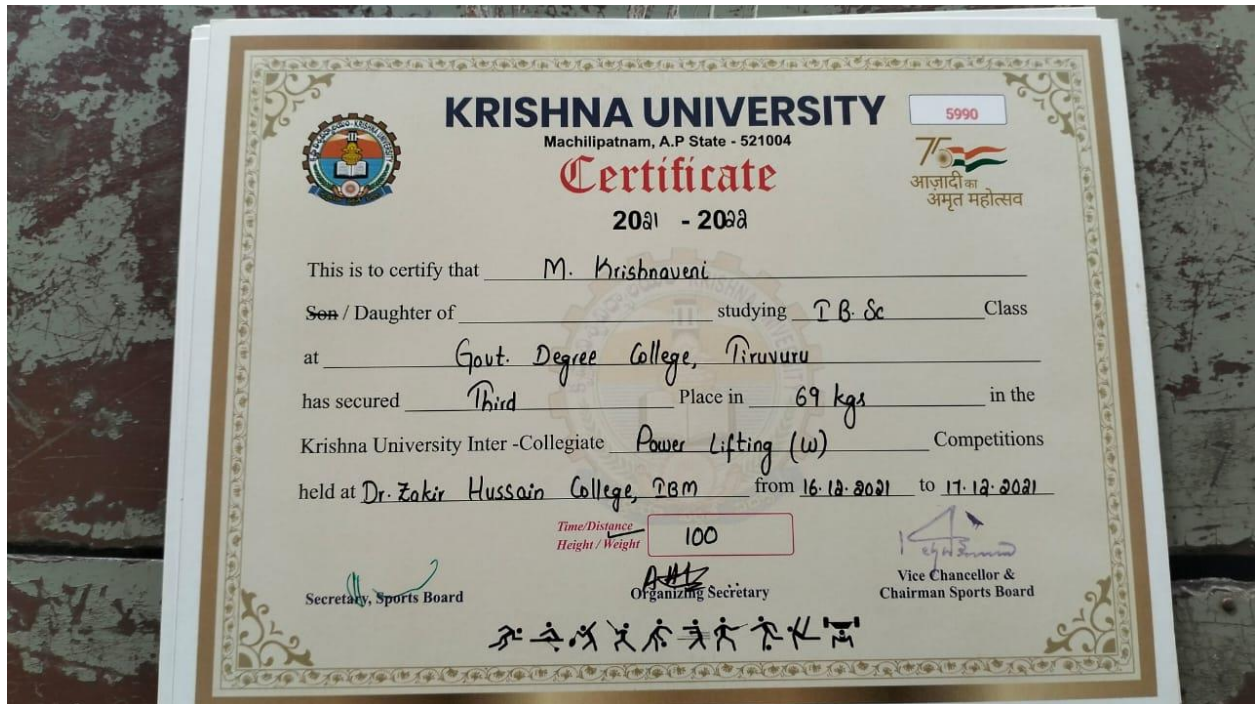 KRISHNA UNIVERSITY
5990
Machilipatnam, A.P State - 521004
Certificate
75
आज़ादी का
अमृत महोत्सव
2021 - 2022
This is to certify that M. Krishnaveni
Son / Daughter of studying I B.Sc Class
at Govt. Degree College, Tiruvuru
has secured Third Place in 69 kgs in the
Krishna University Inter -Collegiate Power Lifting (W) Competitions
held at Dr. Zakir Hussain College, IBM from 16.12.2021 to 17.12.2021
Time/Distance
Height / Weight 100
Secretary, Sports Board
Organizing Secretary
Vice Chancellor &
Chairman Sports Board